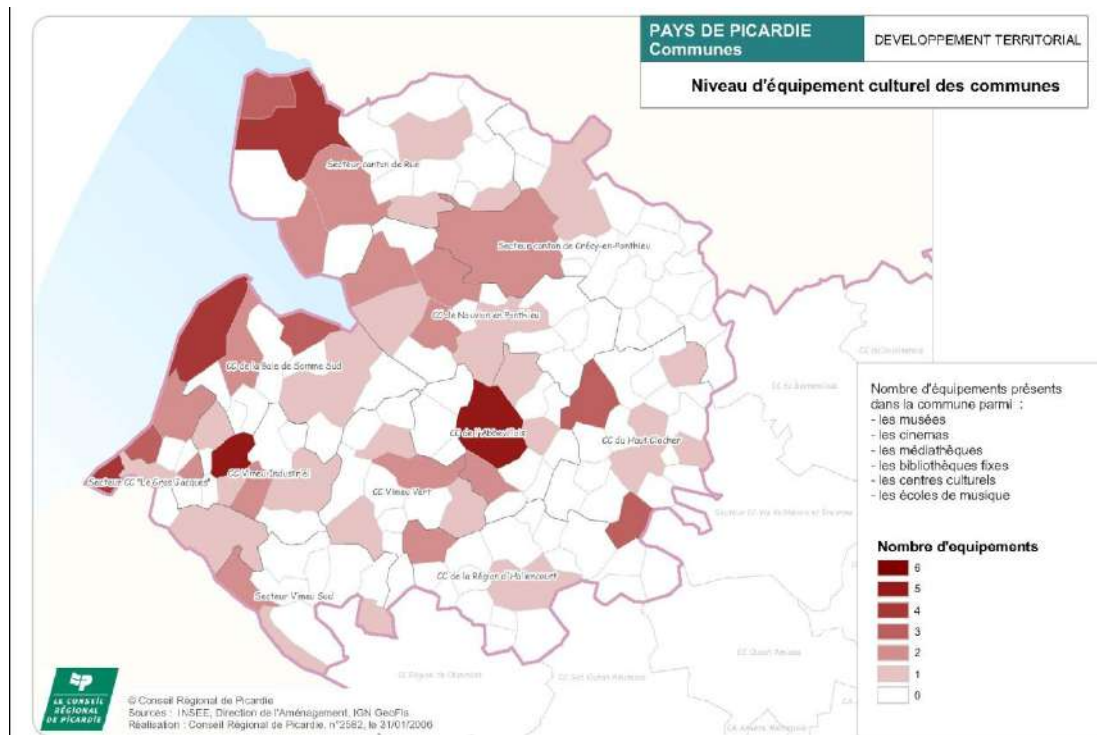 PAYS DE PICARDIE
Communes
DEVELOPPEMENT TERRITORIAL
Niveau d'équipement culturel des communes
Secteur canton de Rue
Secteur canton de Crécy-en-Ponthieu
CC de Nouvion en Ponthieu
CC de la Baie de Somme Sud
CC de l'Abbevillois
CC du Haut Clocher
CC Vimeu Industriel
Secteur CC "Le Gros Jacques"
CC Vimeu Vert
CC de la Région d'Hallencourt
Secteur Vimeu Sud
Nombre d'équipements présents
dans la commune parmi :
- les musées
- les cinemas
- les médiathèques
- les bibliothèques fixes
- les centres culturels
- les écoles de musique
Nombre d'equipements
6
5
4
3
2
1
0
LE CONSEIL
RÉGIONAL
DE PICARDIE
© Conseil Régional de Picardie
Sources : INSEE, Direction de l'Aménagement, IGN GeoFla
Réalisation : Conseil Régional de Picardie, n°2582, le 31/01/2006